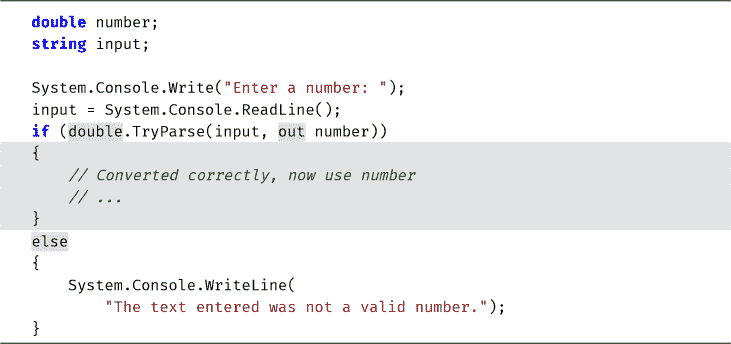 double number;
string input;

System.Console.Write("Enter a number: ");
input = System.Console.ReadLine();
if (double.TryParse(input, out number))
{
    // Converted correctly, now use number
    // ...
}
else
{
    System.Console.WriteLine(
        "The text entered was not a valid number.");
}